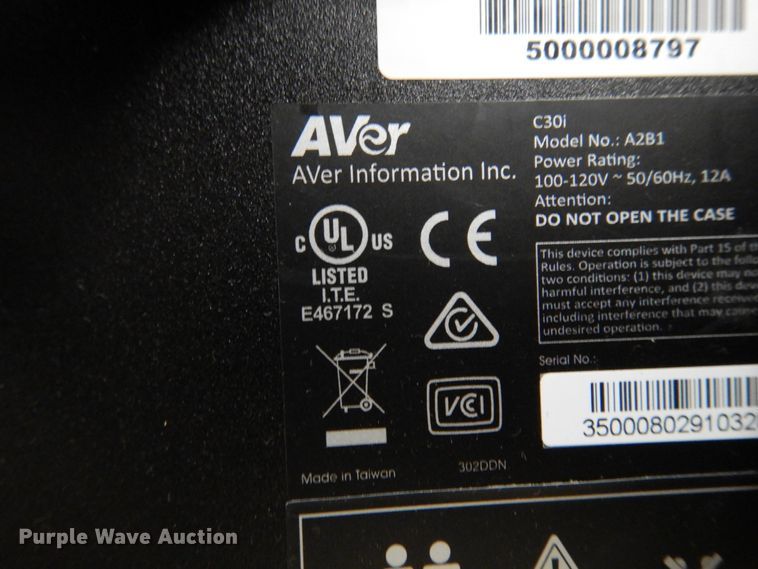 5000008797
AVer
AVer Information Inc.
C30i
Model No.: A2B1
Power Rating:
100-120V ~ 50/60Hz, 12A
Attention:
DO NOT OPEN THE CASE
C UL US
LISTED
I.T.E.
E467172 S
CE
This device complies with Part 15 of
Rules. Operation is subject to the
two conditions: (1) this device may
harmful interference, and (2) this
must accept any interference
including interference that may
undesired operation.
VCI
Serial No.:
3500080291032
Made in Taiwan
302DDN
Purple Wave Auction